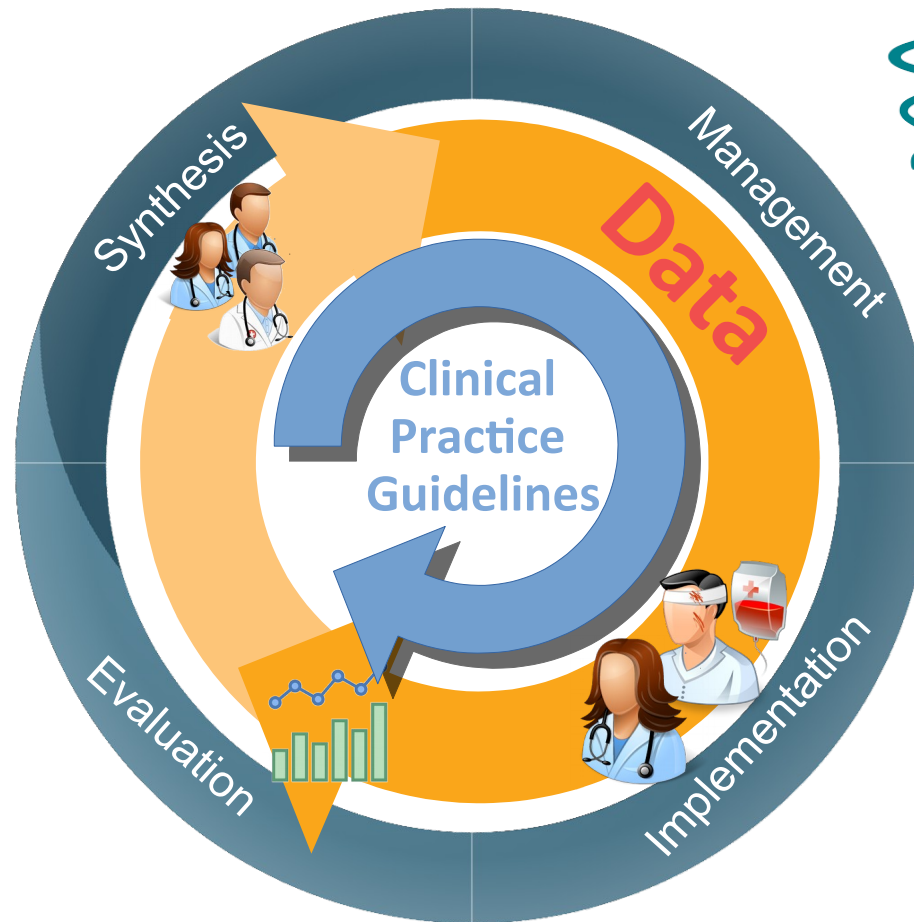 Synthesis
Management
Data
Clinical
Practice
Guidelines
Evaluation
Implementation